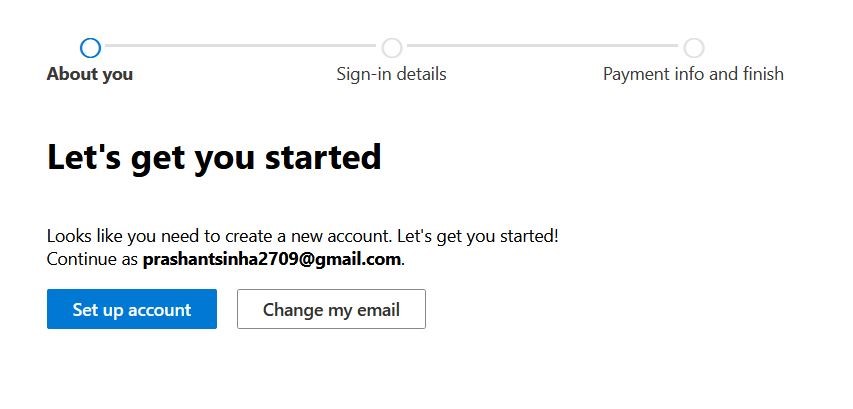 About you
Sign-in details
Payment info and finish
Let's get you started
Looks like you need to create a new account. Let's get you started!
Continue as prashantsinha2709@gmail.com.
Set up account
Change my email